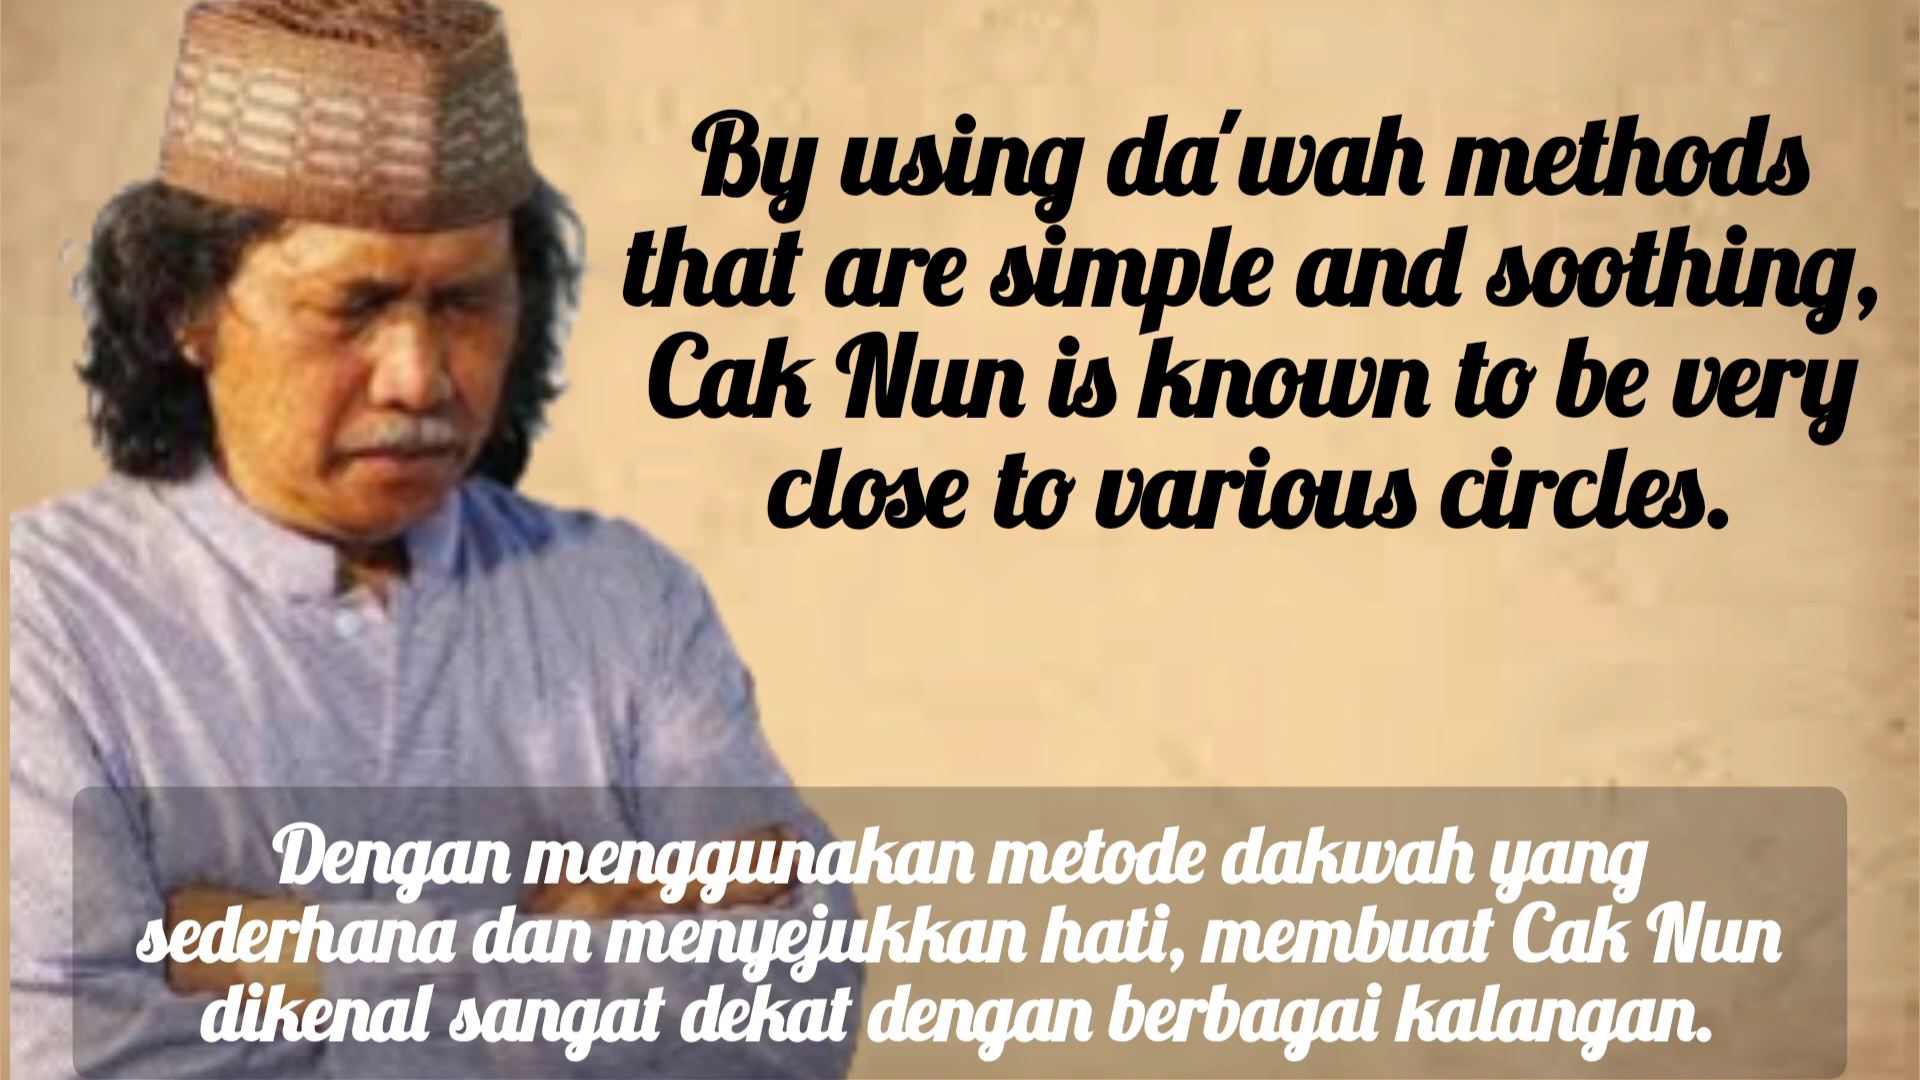 By using da'wah methods
that are simple and soothing,
Cak Nun is known to be very
close to various circles.
Dengan menggunakan metode dakwah yang
sederhana dan menyejukkan hati, membuat Cak Nun
dikenal sangat dekat dengan berbagai kalangan.